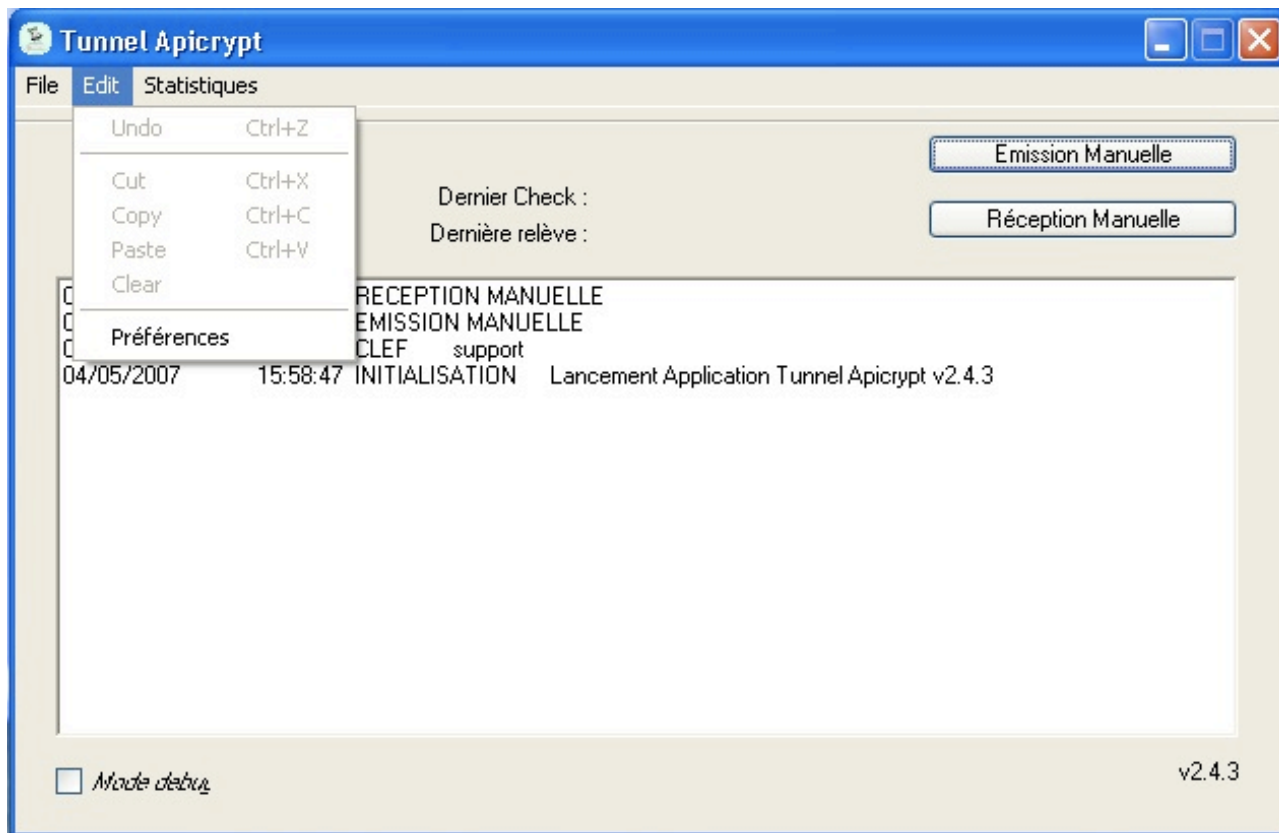 Tunnel Apicrypt
File Edit Statistiques
Undo Ctrl+Z
Cut Ctrl+X
Copy Ctrl+C
Paste Ctrl+V
Clear
Préférences
Emission Manuelle
Dernier Check :
Réception Manuelle
Dernière relève :
RECEPTION MANUELLE
EMISSION MANUELLE
CLEF support
04/05/2007 15:58:47 INITIALISATION Lancement Application Tunnel Apicrypt v2.4.3
Mode debug
v2.4.3